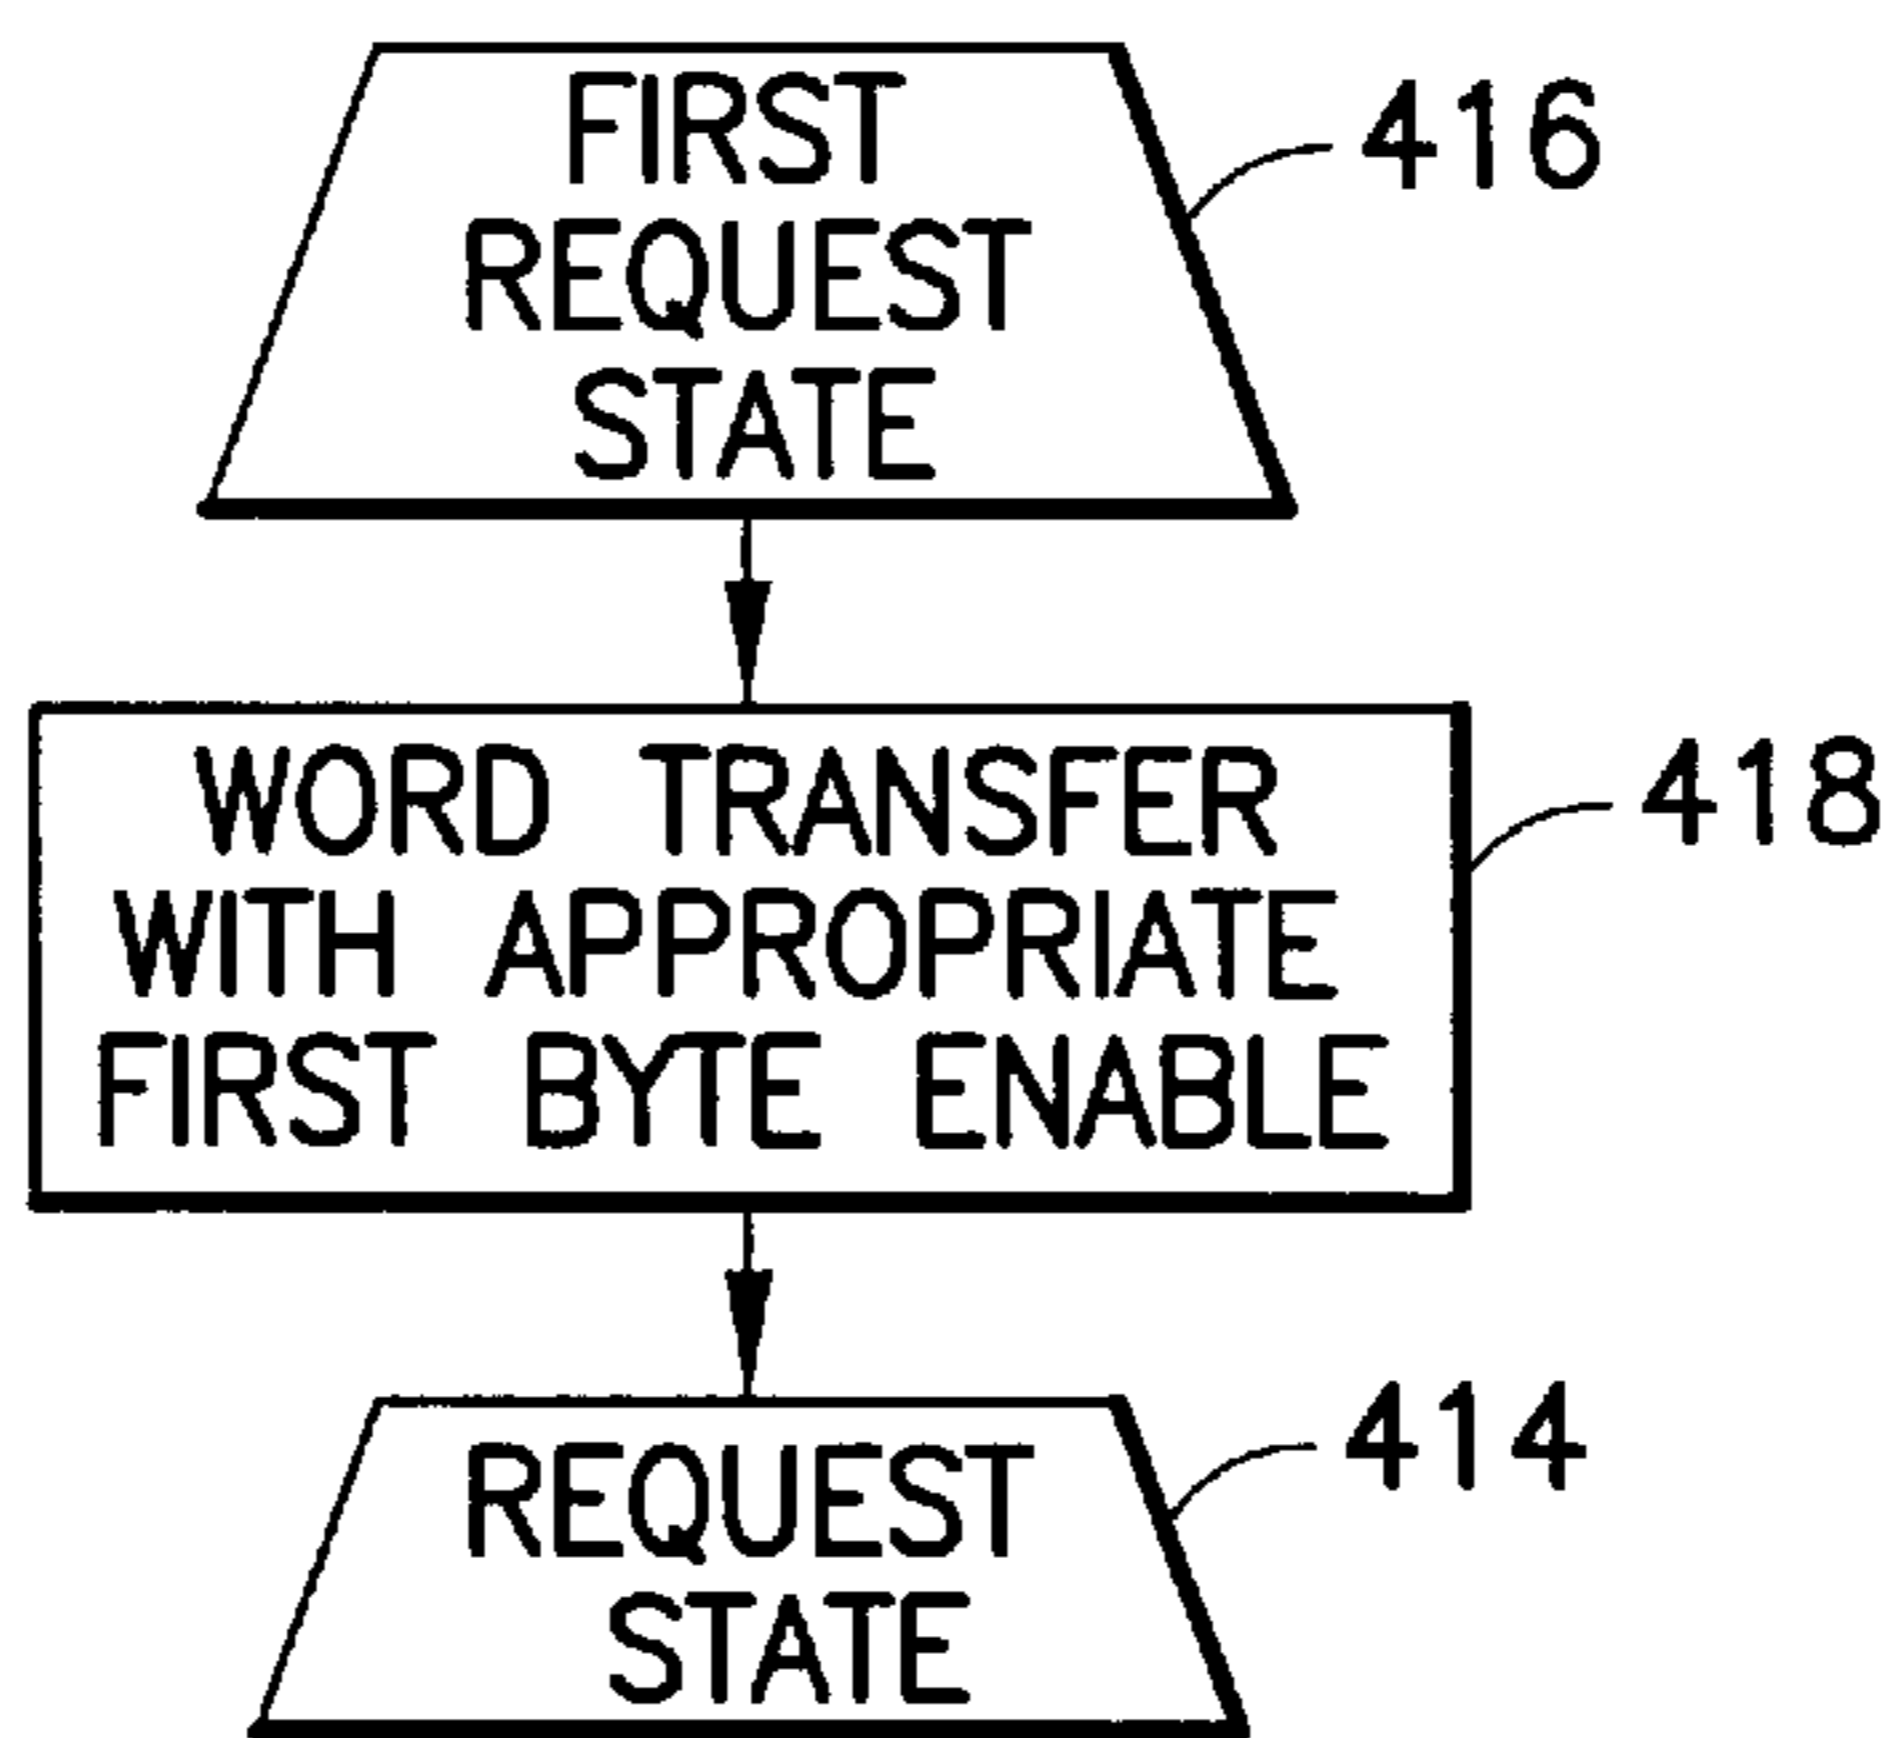 FIRST
REQUEST
STATE
416
WORD TRANSFER
WITH APPROPRIATE
FIRST BYTE ENABLE
418
REQUEST
STATE
414